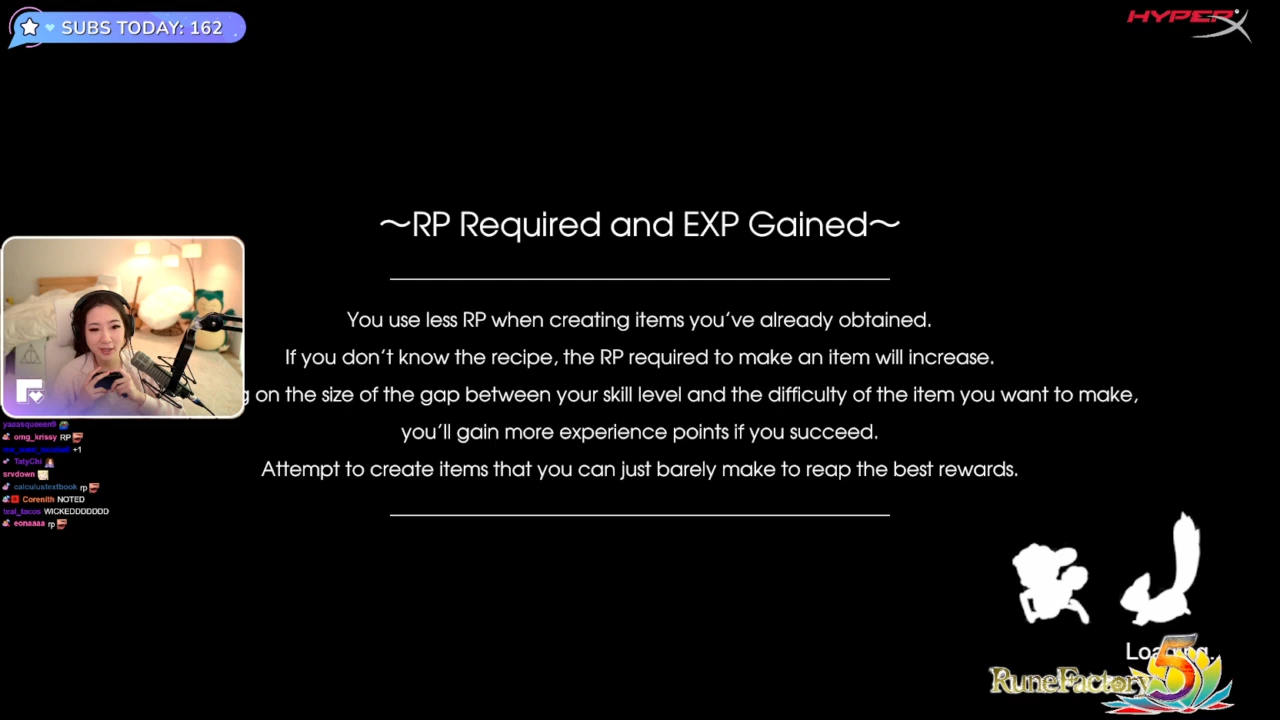 SUBS TODAY: 162
HYPERX
~RP Required and EXP Gained~
You use less RP when creating items you've already obtained.
If you don't know the recipe, the RP required to make an item will increase.
g on the size of the gap between your skill level and the difficulty of the item you want to make,
you'll gain more experience points if you succeed.
Attempt to create items that you can just barely make to reap the best rewards.
yaaasqueeen9
omg_krissy RP
+1
TatyChi
srvdown
calculustextbook rp
Corenith NOTED
teal_tacos WICKEDDDDDDD
eonaaaa rp
Loading...
RuneFactory 5